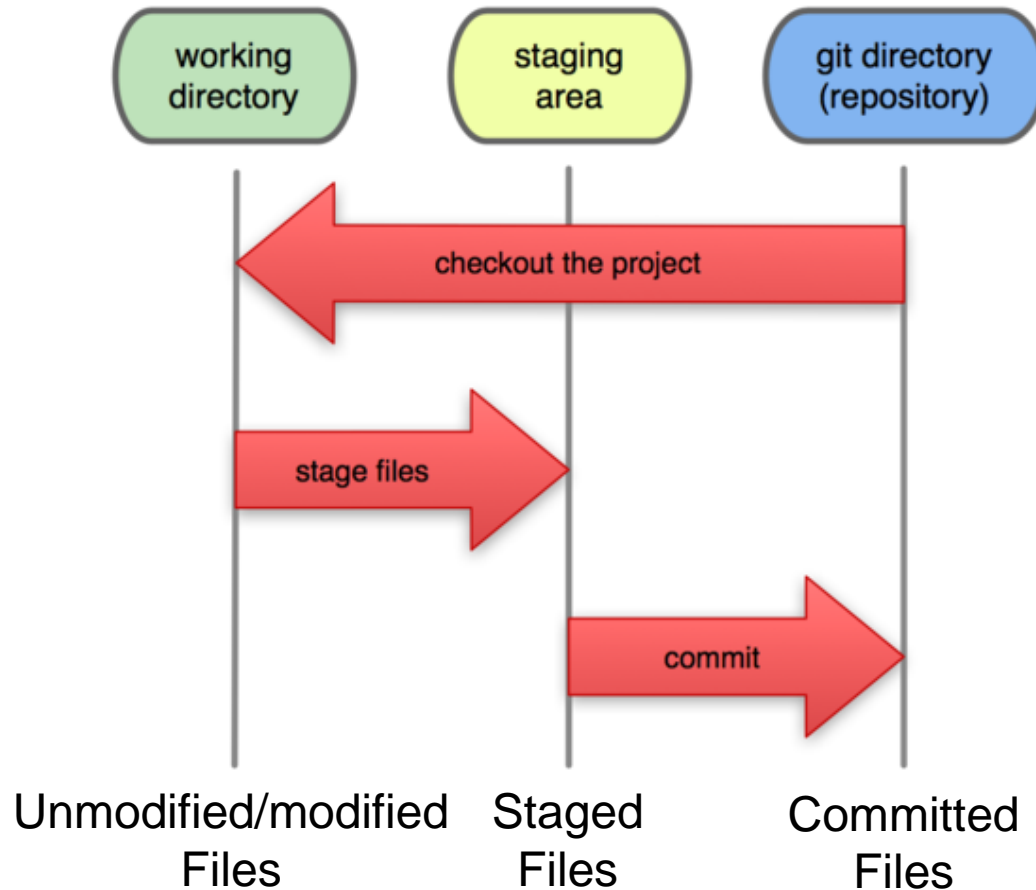 working
directory
staging
area
git directory
(repository)
checkout the project
stage files
commit
Unmodified/modified
Files
Staged
Files
Committed
Files